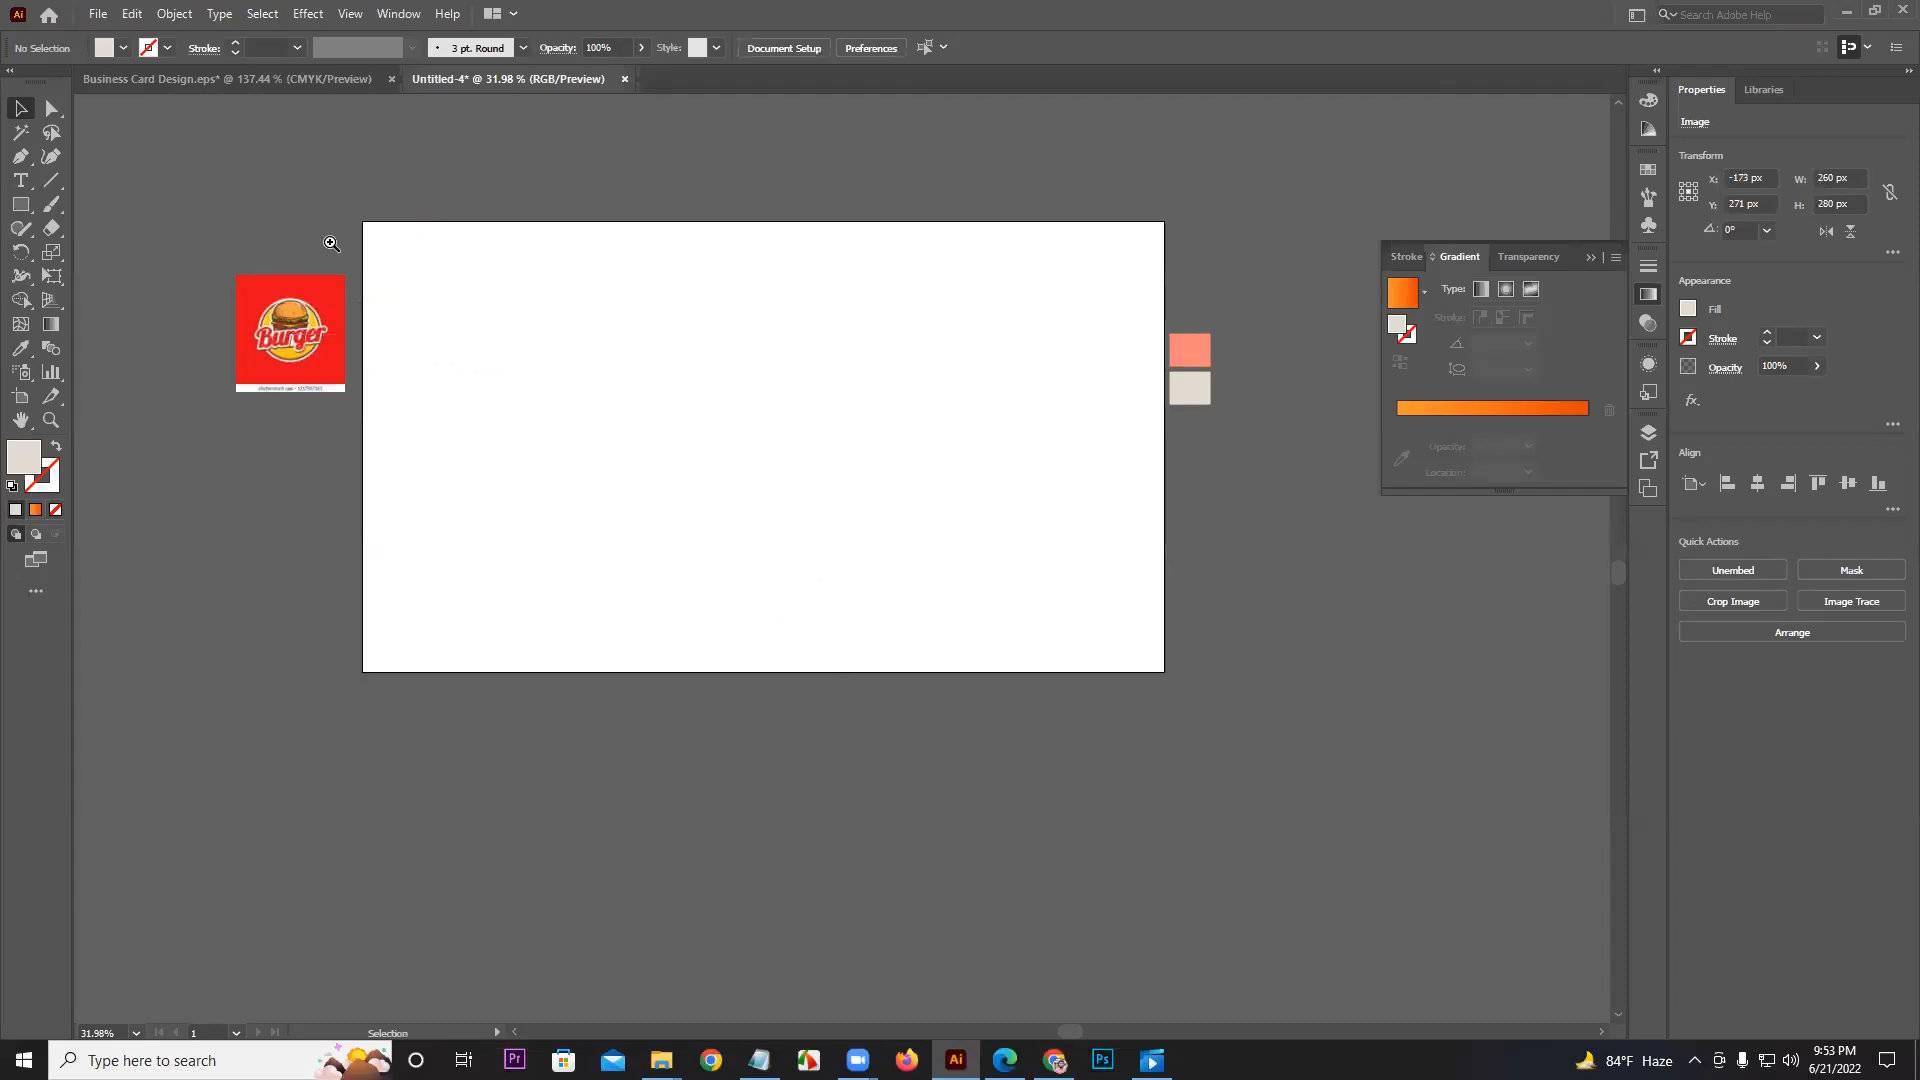 Ai File Edit Object Type Select Effect View Window Help Search Adobe Help
No Selection Stroke: 3 pt. Round Opacity: 100% Style: Document Setup Preferences
Business Card Design.eps* @ 137.44 % (CMYK/Preview) × Untitled-4* @ 31.98 % (RGB/Preview) ×
Properties Libraries
Image
Transform
X: -173 px W: 260 px
Y: 271 px H: 280 px
0°
Stroke Gradient Transparency
Type:
Stroke:
Opacity:
Location:
Burger
Appearance
Fill
Stroke
Opacity 100%
fx.
Align
Quick Actions
Unembed Mask
Crop Image Image Trace
Arrange
31.98% 1 Selection
Type here to search Pr Ai Ps 84°F Haze 9:53 PM
6/21/2022